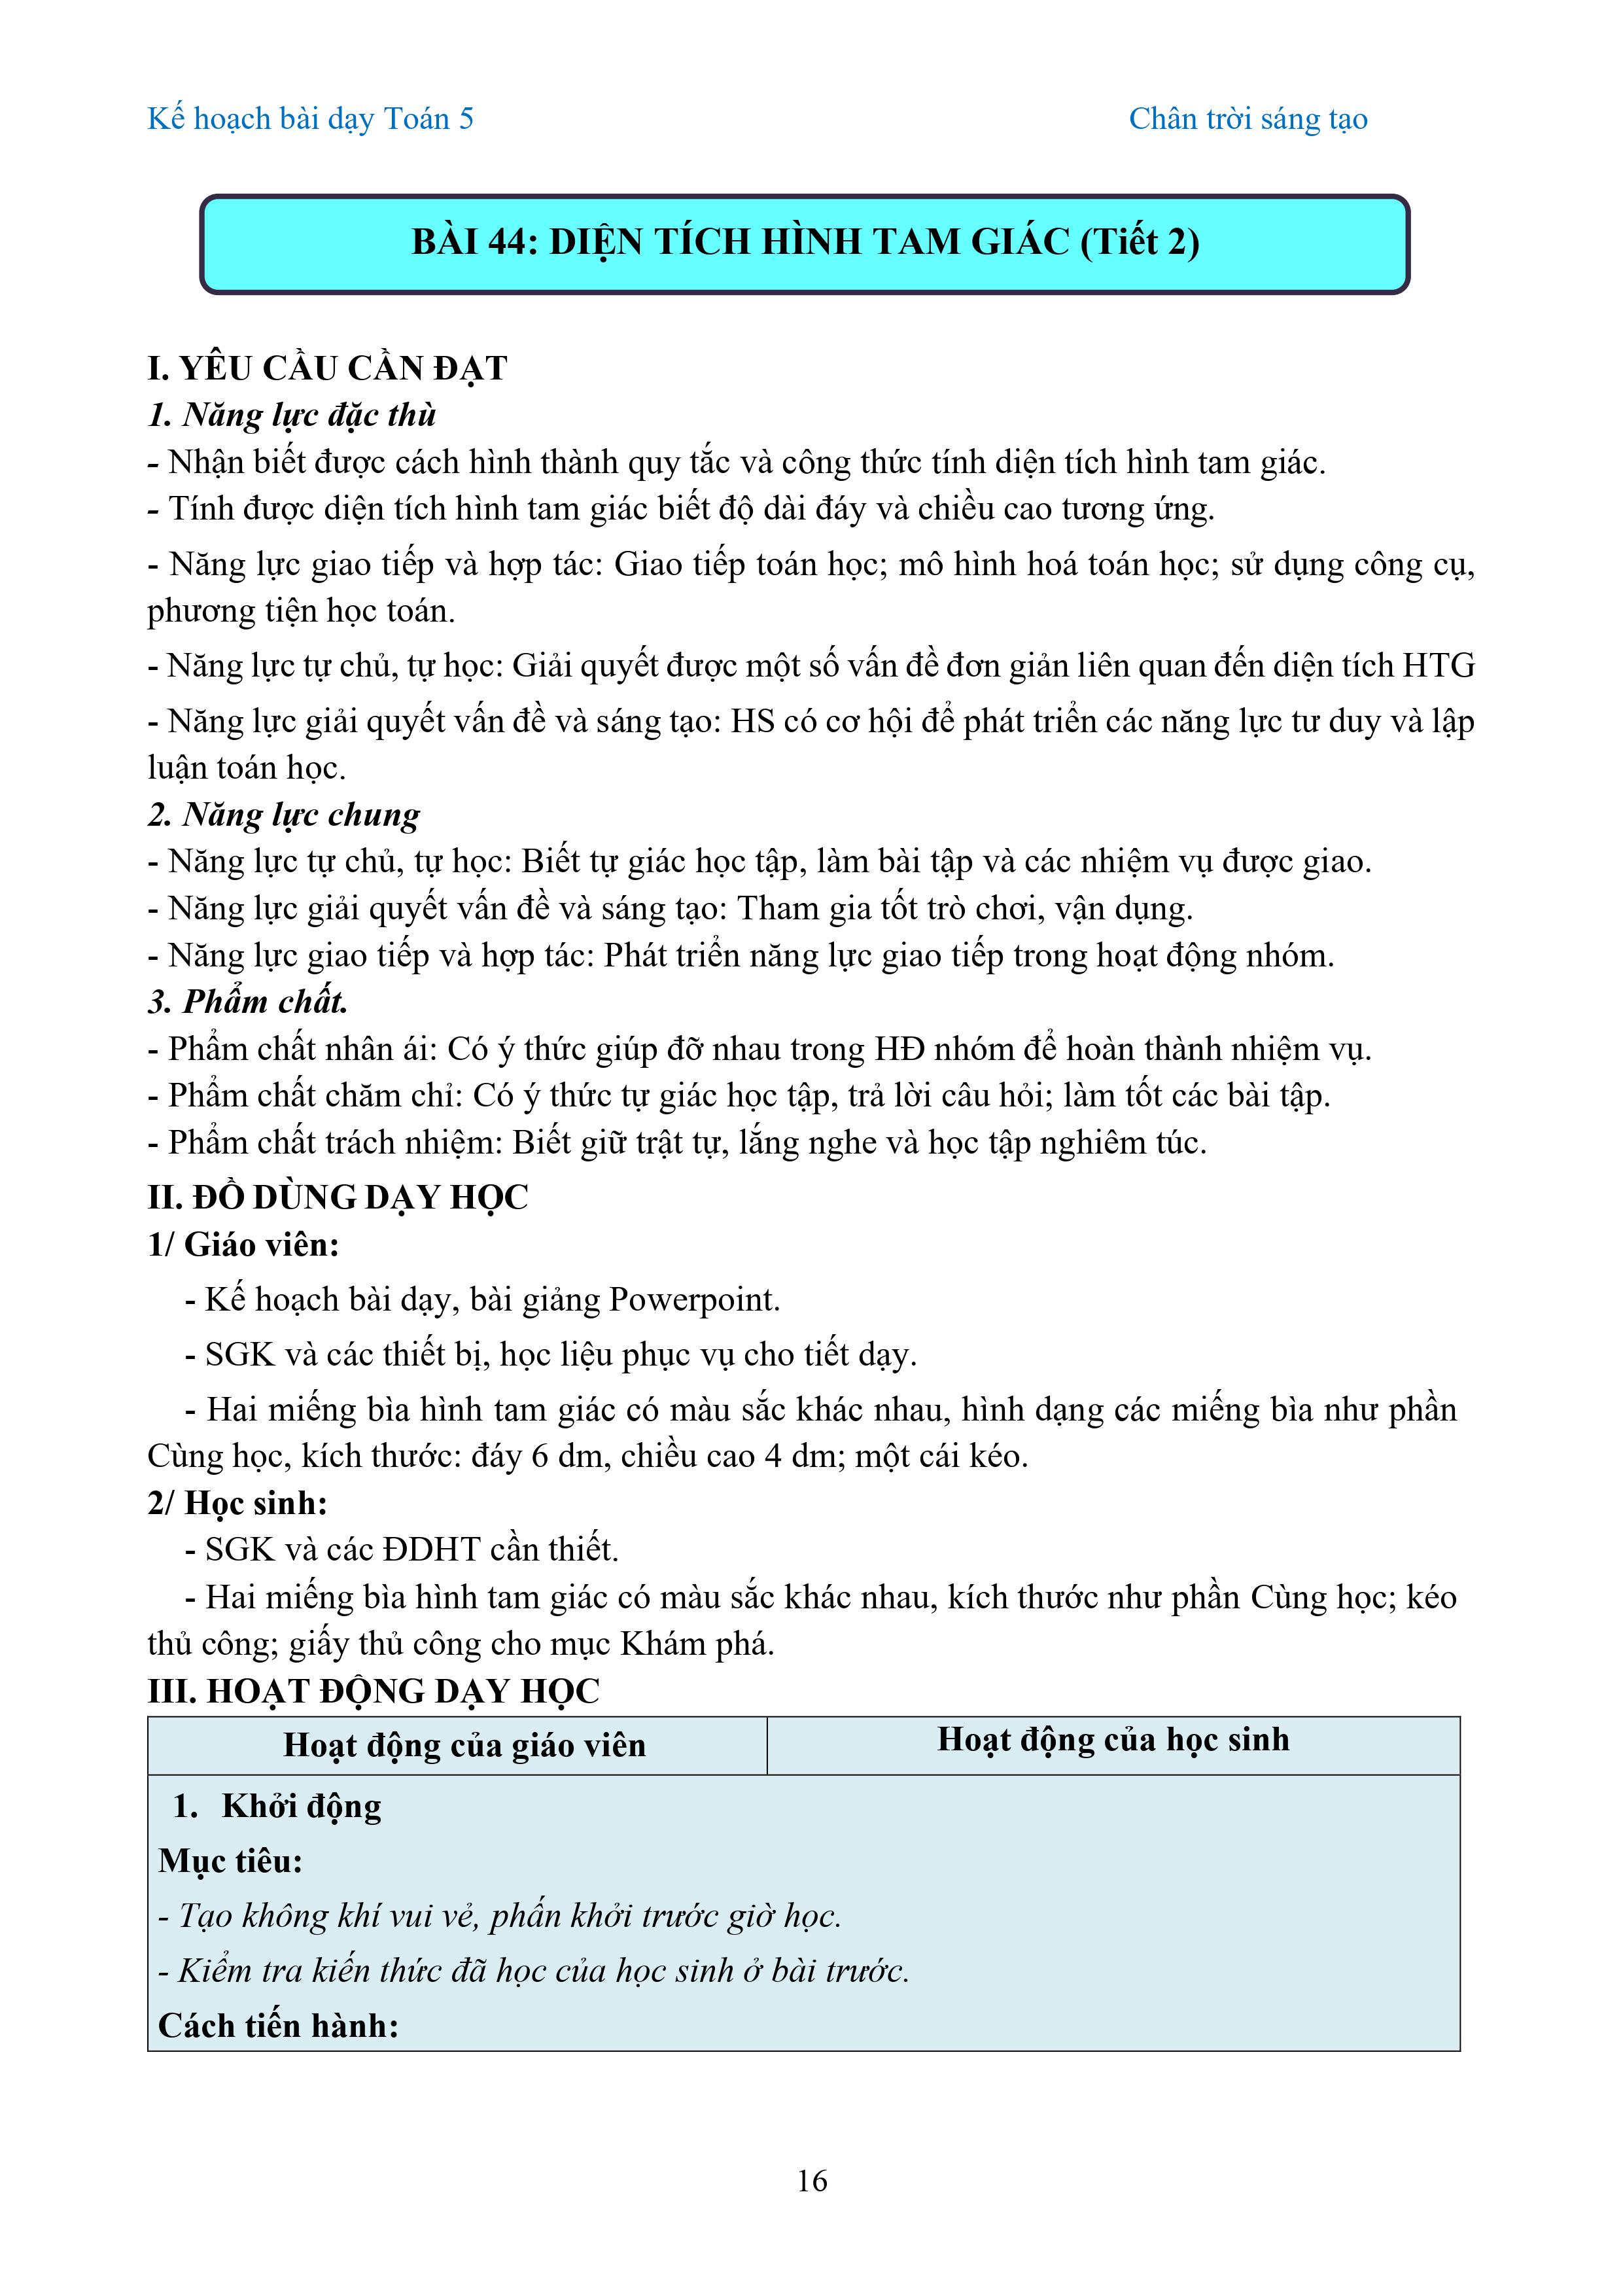 Kế hoạch bài dạy Toán 5 Chân trời sáng tạo
BÀI 44: DIỆN TÍCH HÌNH TAM GIÁC (Tiết 2)
I. YÊU CẦU CẦN ĐẠT
1. Năng lực đặc thù
- Nhận biết được cách hình thành quy tắc và công thức tính diện tích hình tam giác.
- Tính được diện tích hình tam giác biết độ dài đáy và chiều cao tương ứng.
- Năng lực giao tiếp và hợp tác: Giao tiếp toán học; mô hình hoá toán học; sử dụng công cụ,
phương tiện học toán.
- Năng lực tự chủ, tự học: Giải quyết được một số vấn đề đơn giản liên quan đến diện tích HTG
- Năng lực giải quyết vấn đề và sáng tạo: HS có cơ hội để phát triển các năng lực tư duy và lập
luận toán học.
2. Năng lực chung
- Năng lực tự chủ, tự học: Biết tự giác học tập, làm bài tập và các nhiệm vụ được giao.
- Năng lực giải quyết vấn đề và sáng tạo: Tham gia tốt trò chơi, vận dụng.
- Năng lực giao tiếp và hợp tác: Phát triển năng lực giao tiếp trong hoạt động nhóm.
3. Phẩm chất.
- Phẩm chất nhân ái: Có ý thức giúp đỡ nhau trong HĐ nhóm để hoàn thành nhiệm vụ.
- Phẩm chất chăm chỉ: Có ý thức tự giác học tập, trả lời câu hỏi; làm tốt các bài tập.
- Phẩm chất trách nhiệm: Biết giữ trật tự, lắng nghe và học tập nghiêm túc.
II. ĐỒ DÙNG DẠY HỌC
1/ Giáo viên:
- Kế hoạch bài dạy, bài giảng Powerpoint.
- SGK và các thiết bị, học liệu phục vụ cho tiết dạy.
- Hai miếng bìa hình tam giác có màu sắc khác nhau, hình dạng các miếng bìa như phần
Cùng học, kích thước: đáy 6 dm, chiều cao 4 dm; một cái kéo.
2/ Học sinh:
- SGK và các ĐDHT cần thiết.
- Hai miếng bìa hình tam giác có màu sắc khác nhau, kích thước như phần Cùng học; kéo
thủ công; giấy thủ công cho mục Khám phá.
III. HOẠT ĐỘNG DẠY HỌC
Hoạt động của giáo viên Hoạt động của học sinh
1. Khởi động
Mục tiêu:
- Tạo không khí vui vẻ, phấn khởi trước giờ học.
- Kiểm tra kiến thức đã học của học sinh ở bài trước.
Cách tiến hành:
16